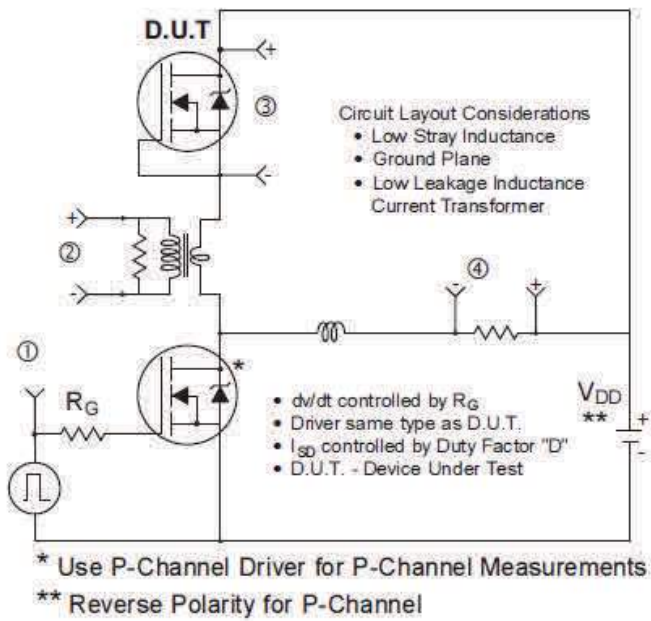 D.U.T
+
③
Circuit Layout Considerations
• Low Stray Inductance
• Ground Plane
• Low Leakage Inductance
Current Transformer
-
+
②
-
④
-
+
①
*
R_G
• dv/dt controlled by R_G
• Driver same type as D.U.T.
• I_SD controlled by Duty Factor "D"
• D.U.T. - Device Under Test
V_DD
**
+
-
* Use P-Channel Driver for P-Channel Measurements
** Reverse Polarity for P-Channel